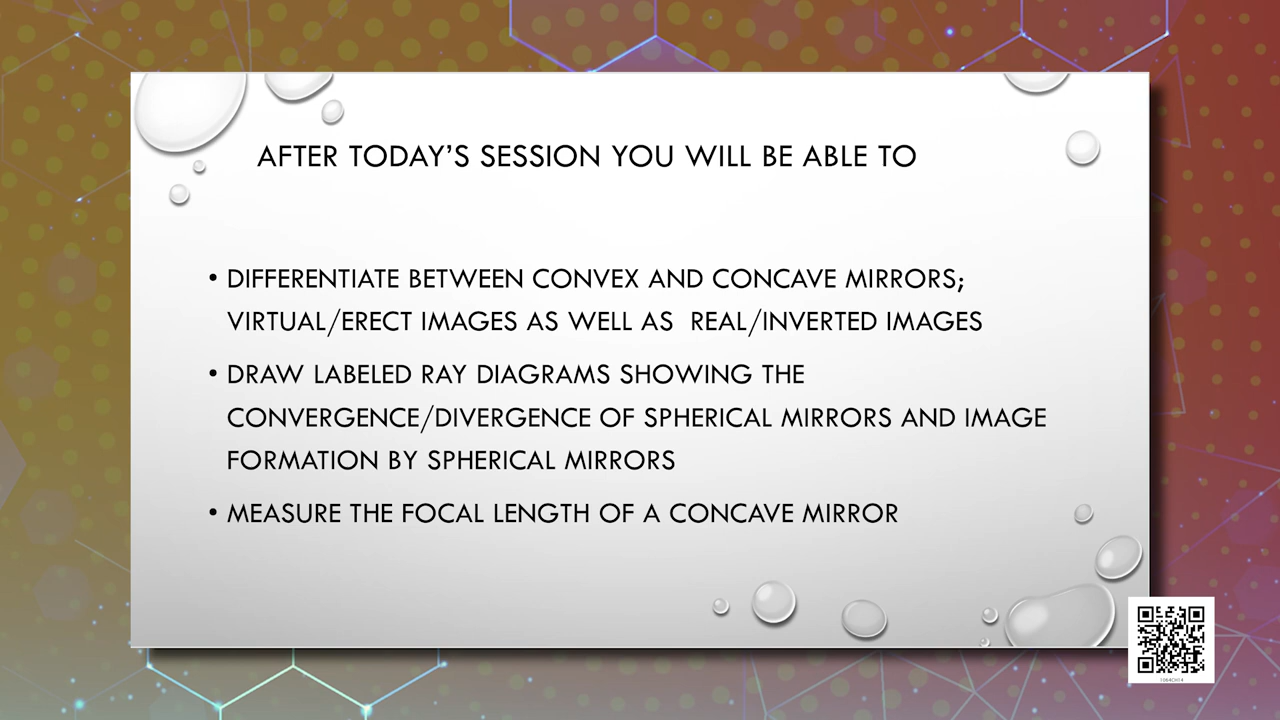 AFTER TODAY’S SESSION YOU WILL BE ABLE TO
• DIFFERENTIATE BETWEEN CONVEX AND CONCAVE MIRRORS;
VIRTUAL/ERECT IMAGES AS WELL AS REAL/INVERTED IMAGES
• DRAW LABELED RAY DIAGRAMS SHOWING THE
CONVERGENCE/DIVERGENCE OF SPHERICAL MIRRORS AND IMAGE
FORMATION BY SPHERICAL MIRRORS
• MEASURE THE FOCAL LENGTH OF A CONCAVE MIRROR